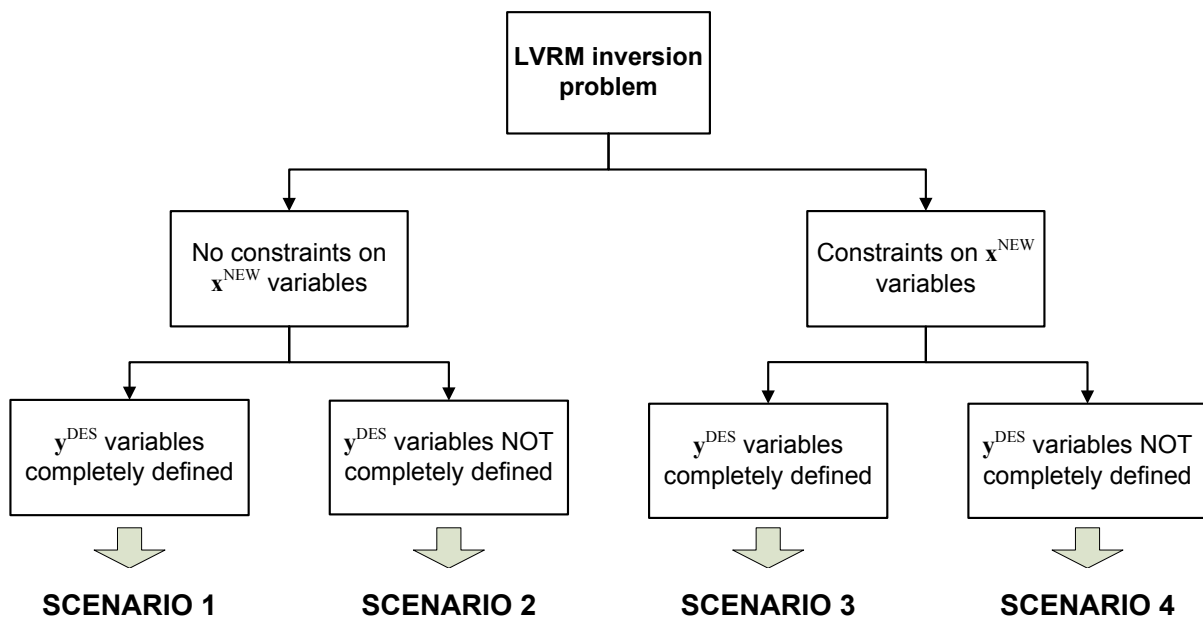 LVRM inversion
problem
No constraints on
x^NEW variables
Constraints on x^NEW
variables
y^DES variables
completely defined
y^DES variables NOT
completely defined
y^DES variables
completely defined
y^DES variables NOT
completely defined
SCENARIO 1
SCENARIO 2
SCENARIO 3
SCENARIO 4